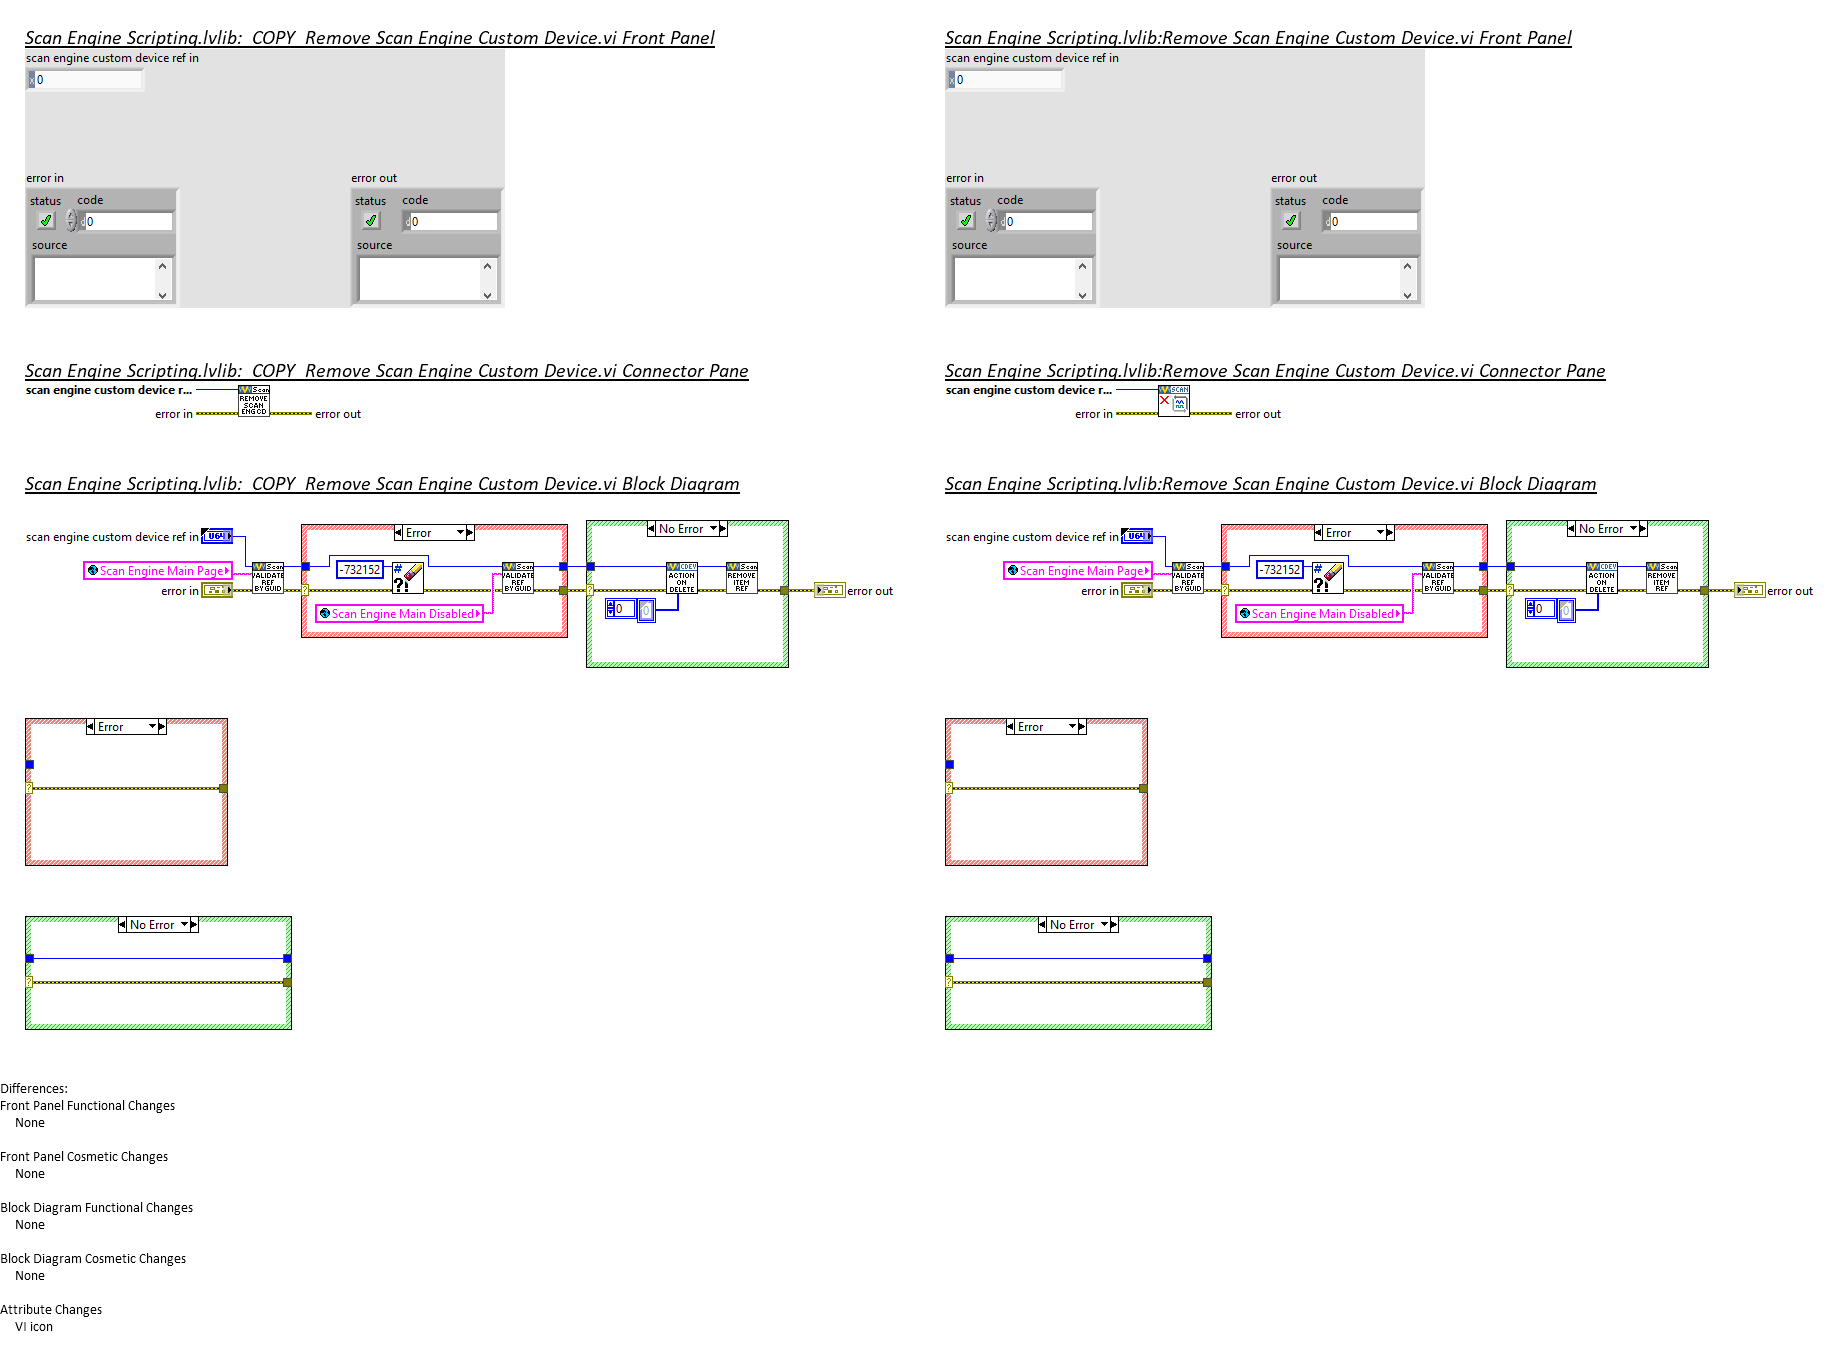 Scan Engine Scripting.lvlib:  COPY  Remove Scan Engine Custom Device.vi Front Panel
scan engine custom device ref in
x 0
error in
status code
d 0
source
error out
status code
d 0
source
Scan Engine Scripting.lvlib:  COPY  Remove Scan Engine Custom Device.vi Connector Pane
scan engine custom device r...
error in
Scan
REMOVE
SCAN
ENG CD
error out
Scan Engine Scripting.lvlib:  COPY  Remove Scan Engine Custom Device.vi Block Diagram
scan engine custom device ref in
U64
Scan Engine Main Page
error in
Scan
VALIDATE
REF
BY GUID
Error
-732152
#
?!
Scan Engine Main Disabled
Scan
VALIDATE
REF
BY GUID
No Error
0
0
CDEV
ACTION
ON
DELETE
Scan
REMOVE
ITEM
REF
error out
?
?
Error
?
No Error
?
Scan Engine Scripting.lvlib:Remove Scan Engine Custom Device.vi Front Panel
scan engine custom device ref in
x 0
error in
status code
d 0
source
error out
status code
d 0
source
Scan Engine Scripting.lvlib:Remove Scan Engine Custom Device.vi Connector Pane
scan engine custom device r...
error in
SCAN
error out
Scan Engine Scripting.lvlib:Remove Scan Engine Custom Device.vi Block Diagram
scan engine custom device ref in
U64
Scan Engine Main Page
error in
Scan
VALIDATE
REF
BY GUID
Error
-732152
#
?!
Scan Engine Main Disabled
Scan
VALIDATE
REF
BY GUID
No Error
0
0
CDEV
ACTION
ON
DELETE
Scan
REMOVE
ITEM
REF
error out
?
?
Error
?
No Error
?
Differences:
Front Panel Functional Changes
None
Front Panel Cosmetic Changes
None
Block Diagram Functional Changes
None
Block Diagram Cosmetic Changes
None
Attribute Changes
VI icon